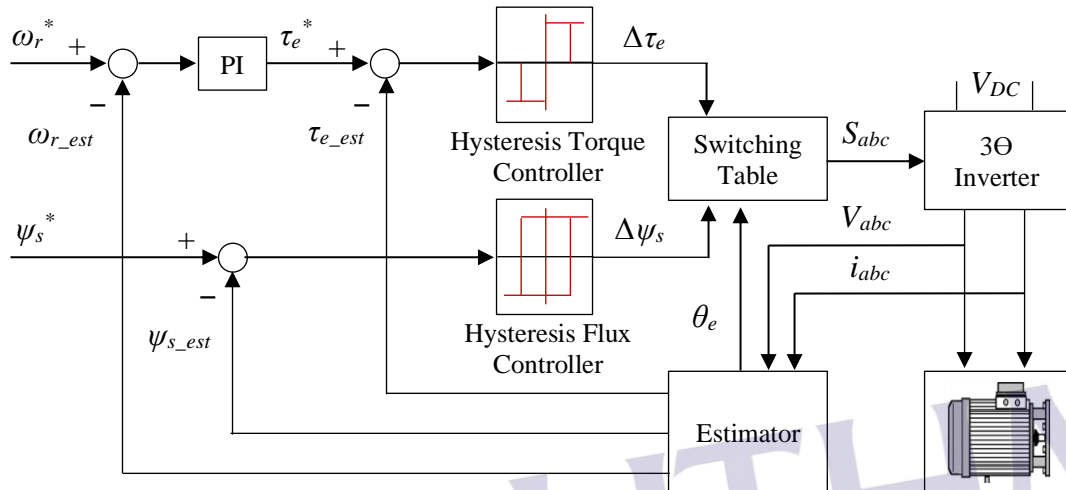 ωr* + − PI τe* + − Δτe
ωr_est
τe_est
Hysteresis Torque
Controller
Switching
Table
Sabc
VDC
3Θ
Inverter
ψs* + − Δψs
ψs_est
Hysteresis Flux
Controller
θe
Vabc
iabc
Estimator